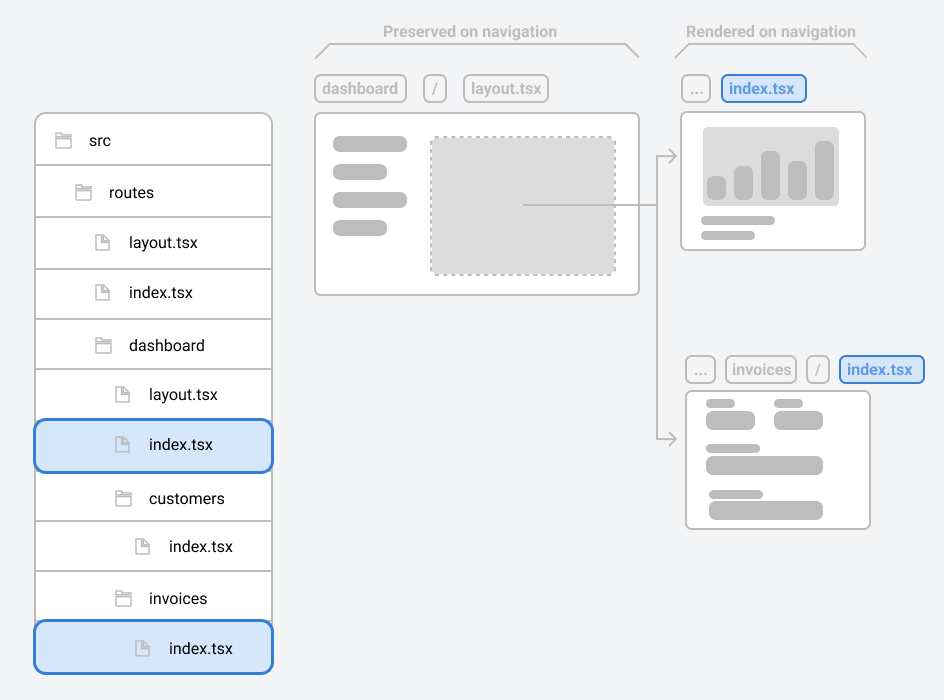 Preserved on navigation
Rendered on navigation
dashboard / layout.tsx
... index.tsx
src
routes
layout.tsx
index.tsx
dashboard
layout.tsx
index.tsx
customers
index.tsx
invoices
index.tsx
... invoices / index.tsx